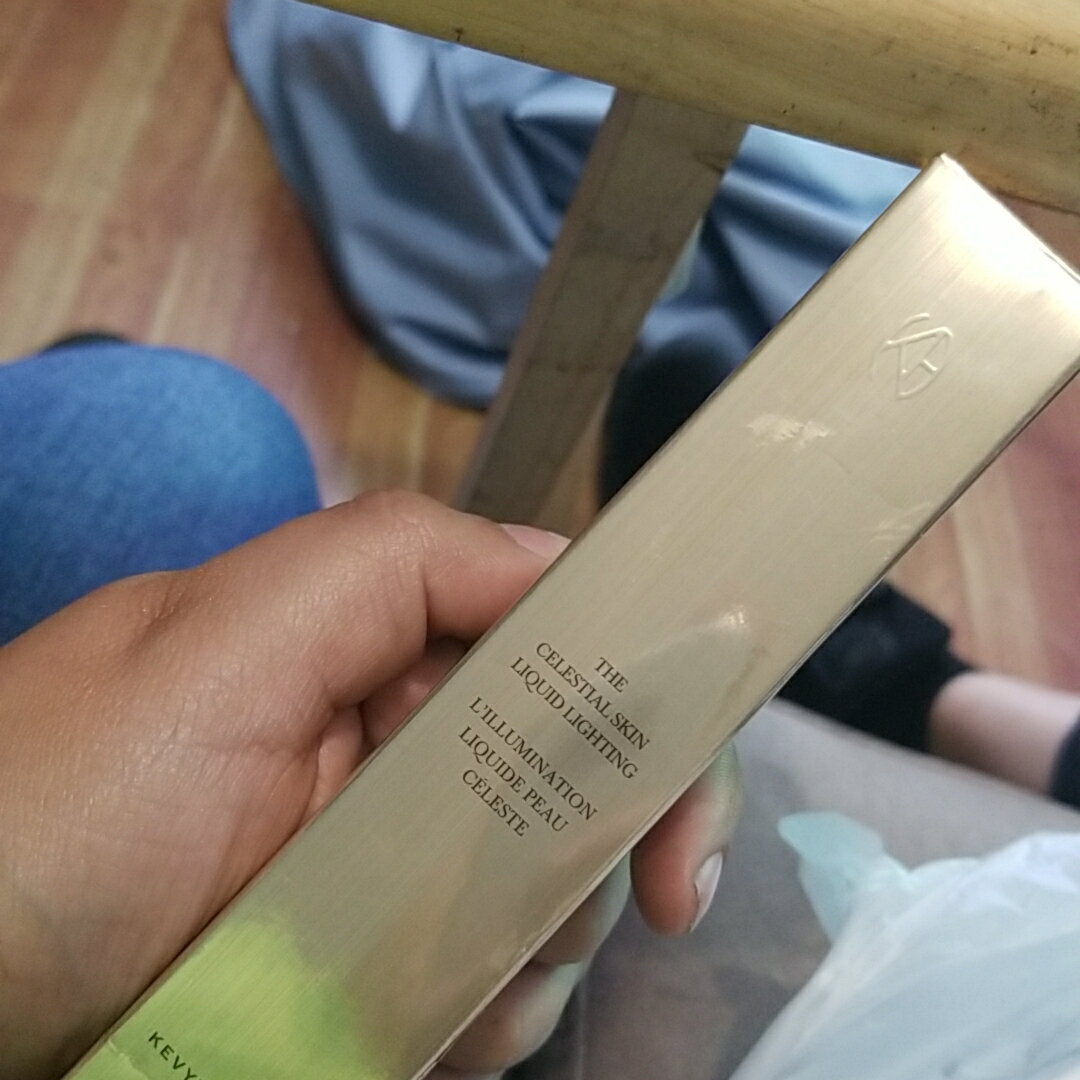 THE
CELESTIAL SKIN
LIQUID LIGHTING
L'ILLUMINATION
LIQUIDE PEAU
CÉLESTE